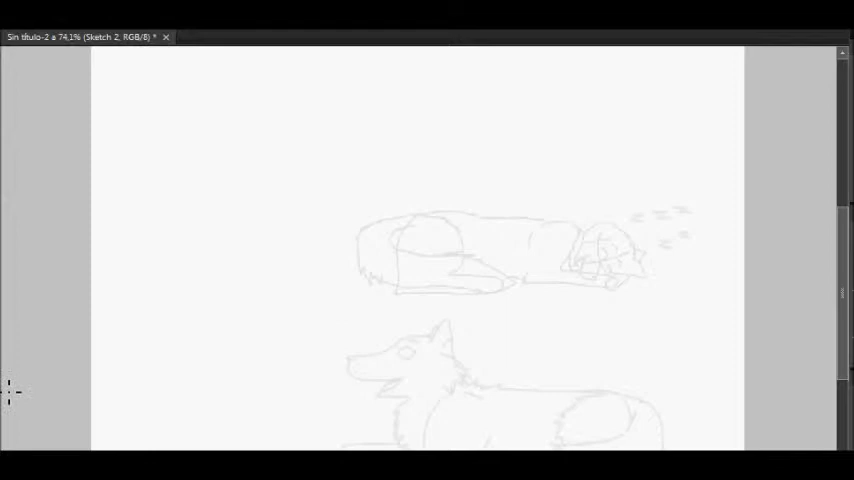 Sin título-2 a 74,1% (Sketch 2, RGB/8) *